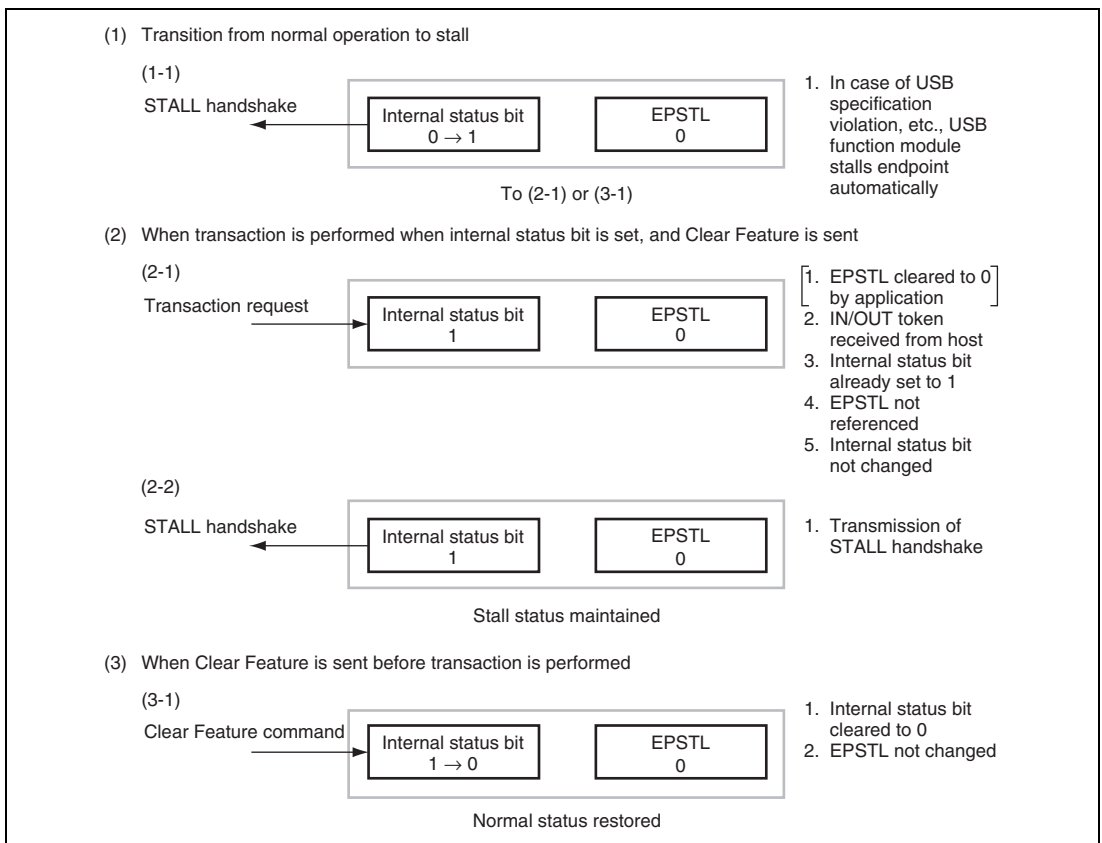 (1) Transition from normal operation to stall
(1-1)
STALL handshake
Internal status bit
0 → 1
EPSTL
0
To (2-1) or (3-1)
1. In case of USB
specification
violation, etc., USB
function module
stalls endpoint
automatically
(2) When transaction is performed when internal status bit is set, and Clear Feature is sent
(2-1)
Transaction request
Internal status bit
1
EPSTL
0
1. EPSTL cleared to 0
by application
2. IN/OUT token
received from host
3. Internal status bit
already set to 1
4. EPSTL not
referenced
5. Internal status bit
not changed
(2-2)
STALL handshake
Internal status bit
1
EPSTL
0
1. Transmission of
STALL handshake
Stall status maintained
(3) When Clear Feature is sent before transaction is performed
(3-1)
Clear Feature command
Internal status bit
1 → 0
EPSTL
0
1. Internal status bit
cleared to 0
2. EPSTL not changed
Normal status restored